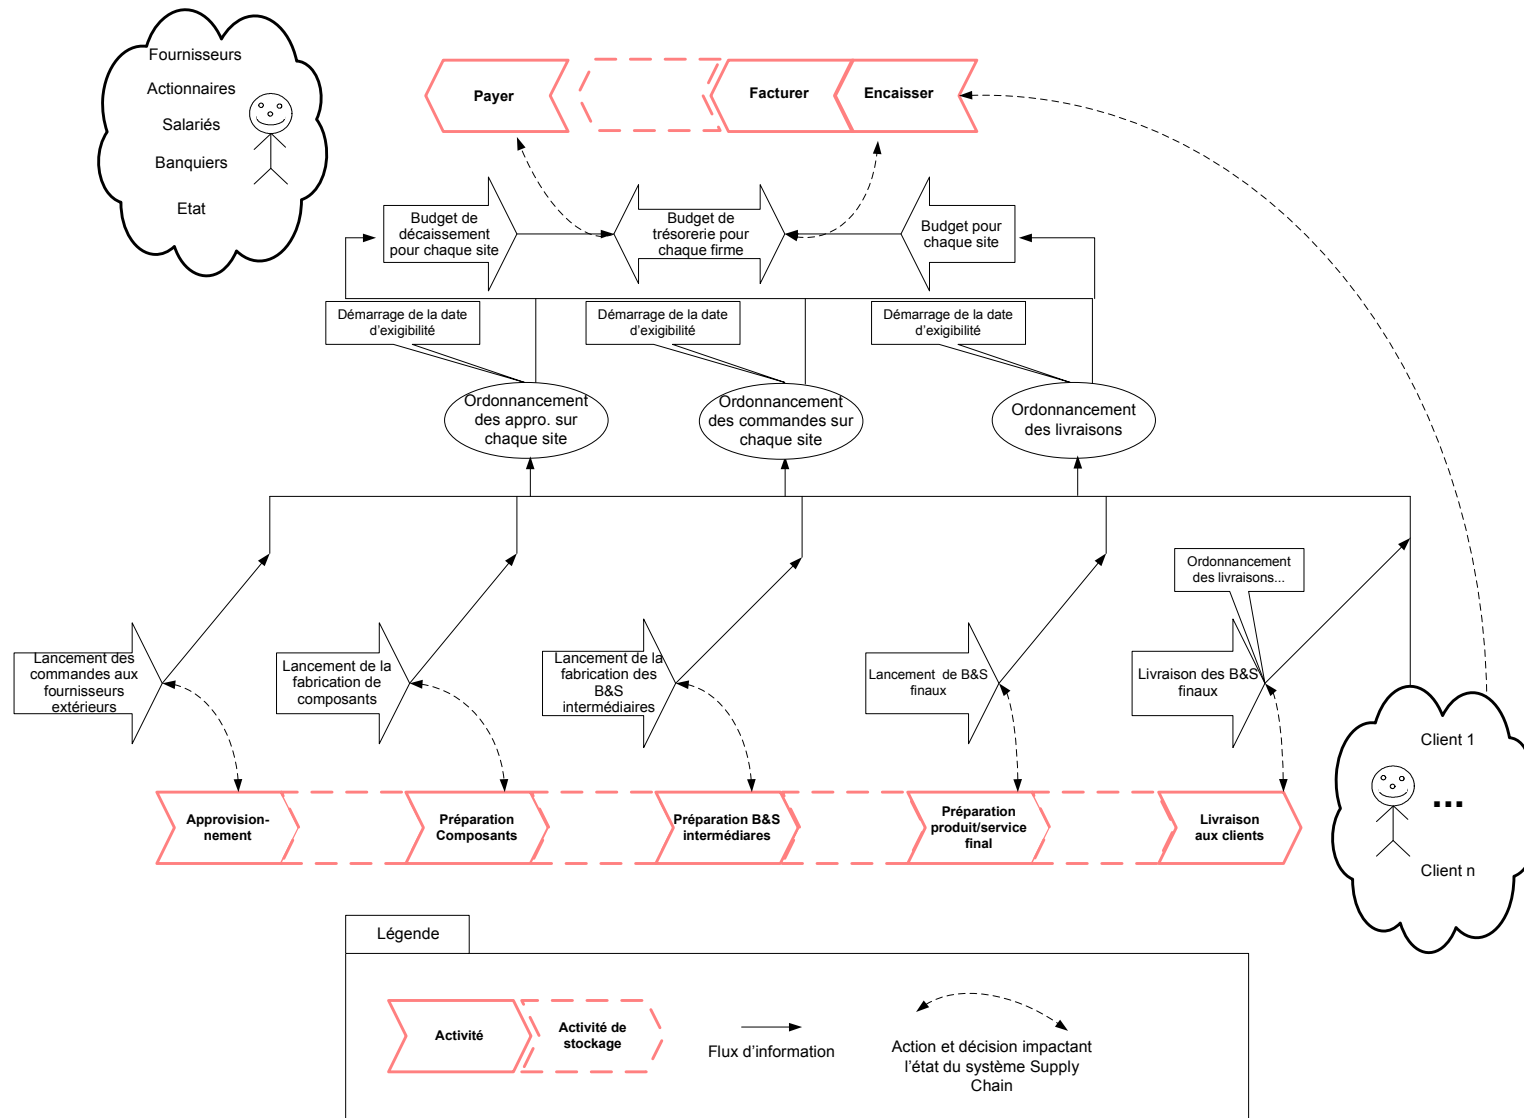 Fournisseurs
Actionnaires
Salariés
Banquiers
Etat
Payer
Facturer
Encaisser
Budget de
décaissement
pour chaque site
Budget de
trésorerie pour
chaque firme
Budget pour
chaque site
Démarrage de la date
d'exigibilité
Démarrage de la date
d'exigibilité
Démarrage de la date
d'exigibilité
Ordonnancement
des appro. sur
chaque site
Ordonnancement
des commandes sur
chaque site
Ordonnancement
des livraisons
Ordonnancement
des livraisons...
Lancement des
commandes aux
fournisseurs
extérieurs
Lancement de la
fabrication de
composants
Lancement de la
fabrication des
B&S
intermédiaires
Lancement de B&S
finaux
Livraison des B&S
finaux
Client 1
...
Client n
Approvision-
nement
Préparation
Composants
Préparation B&S
intermédiares
Préparation
produit/service
final
Livraison
aux clients
Légende
Activité
Activité de
stockage
Flux d'information
Action et décision impactant
l'état du système Supply
Chain